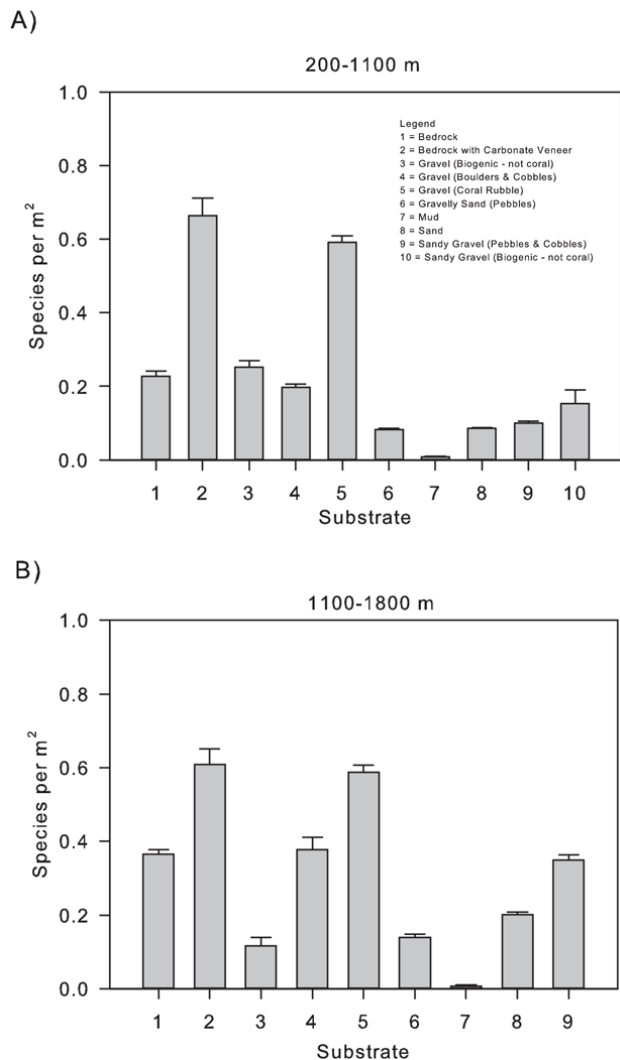 A)
200-1100 m
1.0
0.8
0.6
0.4
0.2
0.0
Species per m²
Legend
1 = Bedrock
2 = Bedrock with Carbonate Veneer
3 = Gravel (Biogenic - not coral)
4 = Gravel (Boulders & Cobbles)
5 = Gravel (Coral Rubble)
6 = Gravelly Sand (Pebbles)
7 = Mud
8 = Sand
9 = Sandy Gravel (Pebbles & Cobbles)
10 = Sandy Gravel (Biogenic - not coral)
1 2 3 4 5 6 7 8 9 10
Substrate
B)
1100-1800 m
1.0
0.8
0.6
0.4
0.2
0.0
Species per m²
1 2 3 4 5 6 7 8 9
Substrate